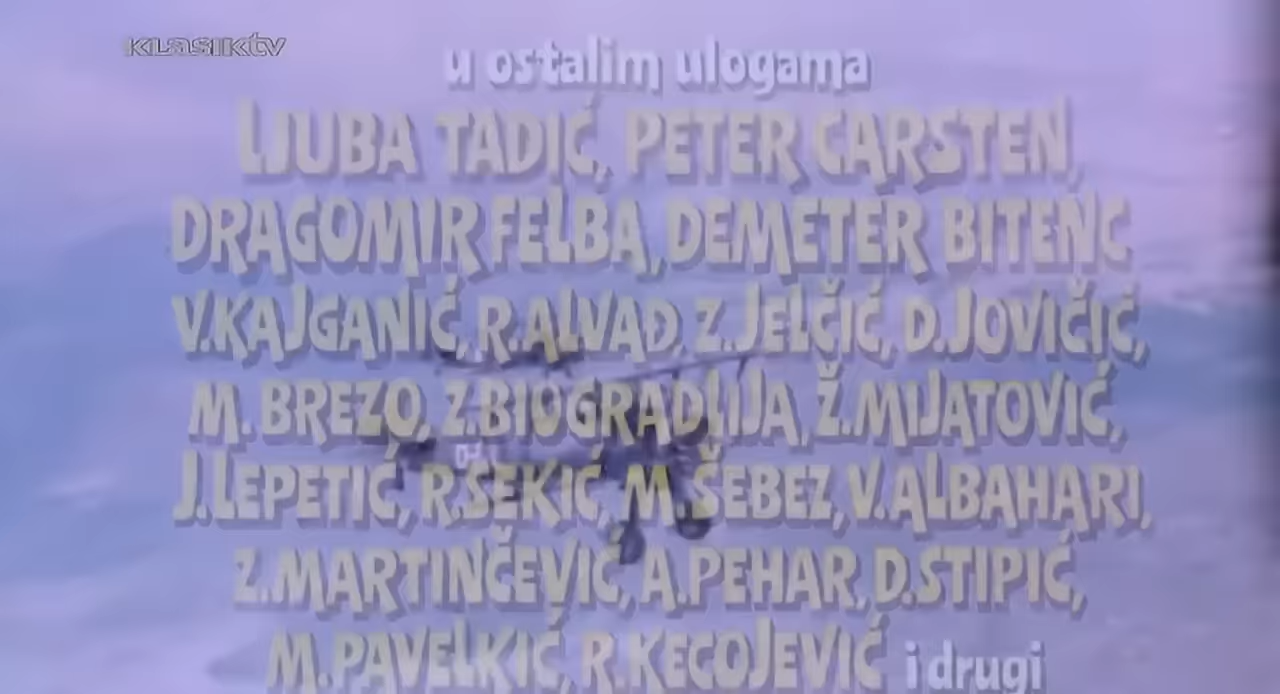 KLASIKTV
u ostalim ulogama
LJUBA TADIĆ, PETER CARSTEN,
DRAGOMIR FELBA, DEMETER BITENC
V.KAJGANIĆ, R.ALVAĐ, Z.JELČIĆ, D.JOVIČIĆ,
M.BREZO, Z.BIOGRADLIJA, Ž.MIJATOVIĆ,
J.LEPETIĆ, R.SEKIĆ, M.ŠEBEZ, V.ALBAHARI,
Z.MARTINČEVIĆ, A.PEHAR, D.STIPIĆ,
M.PAVELKIĆ, R.KECOJEVIĆ i drugi